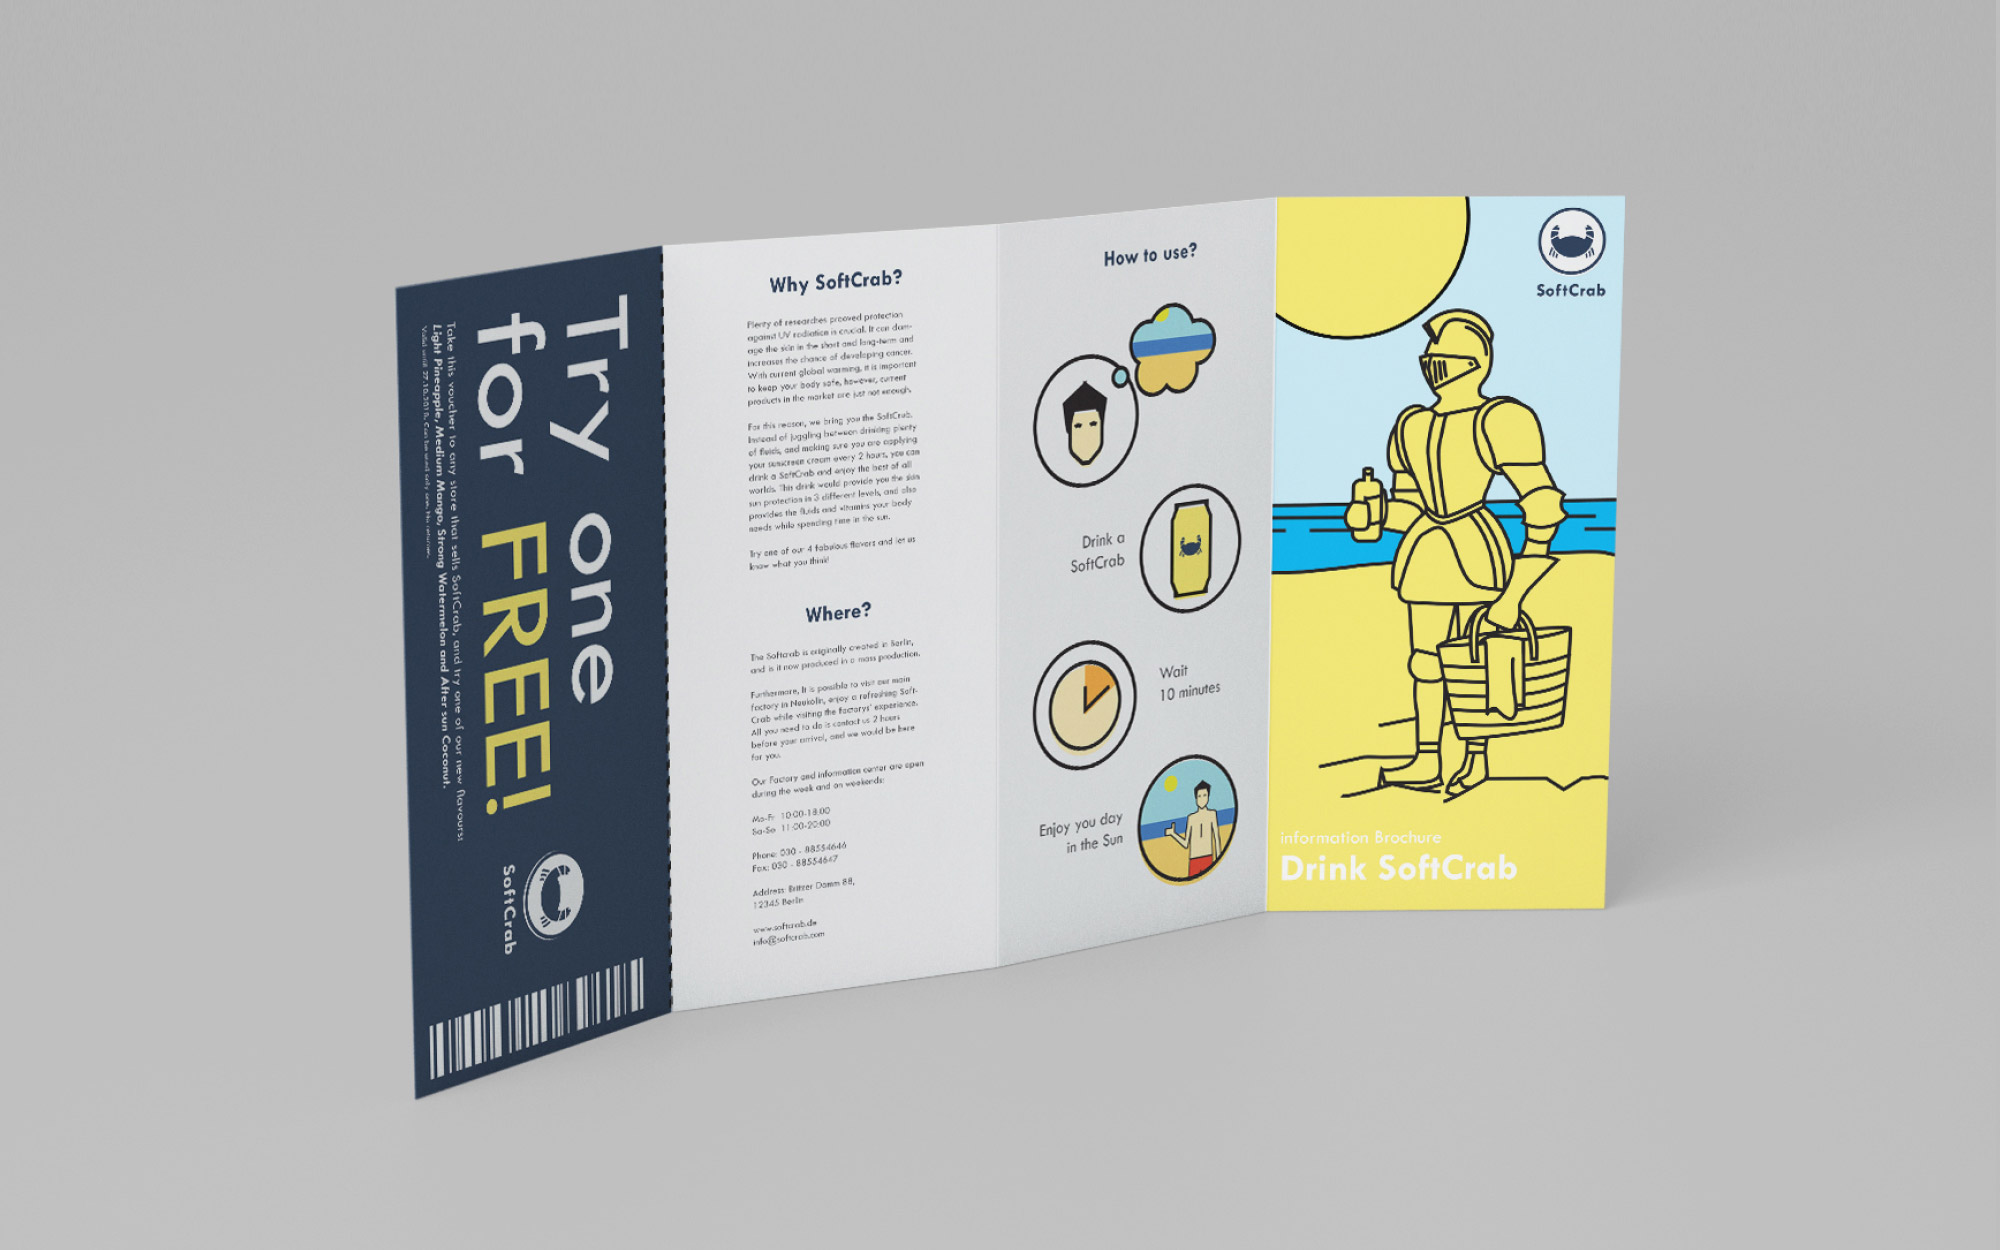 Try one
for FREE!
Take this voucher to any store that sells SoftCrab, and try one of our new flavours:
Light Pineapple, Medium Mango, Strong Watermelon and After sun Coconut.
Valid until 27.10.2018. Can be used only once. No returns.
SoftCrab
Why SoftCrab?
Plenty of researches prooved protection
against UV radiation is crucial. It can dam-
age the skin in the short and long-term and
increases the chance of developing cancer.
With current global warming, it is important
to keep your body safe, however, current
products in the market are just not enough.
For this reason, we bring you the SoftCrab.
Instead of juggling between drinking plenty
of fluids, and making sure you are applying
your sunscreen cream every 2 hours, you can
drink a SoftCrab and enjoy the best of all
worlds. This drink would provide you the skin
sun protection in 3 different levels, and also
provides the fluids and vitamins your body
needs while spending time in the sun.
Try one of our 4 fabulous flavors and let us
know what you think!
Where?
The Softcrab is originally created in Berlin,
and is it now produced in a mass production.
Furthermore, It is possible to visit our main
factory in Neukolln, enjoy a refreshing Soft-
Crab while visiting the factorys' experience.
All you need to do is contact us 2 hours
before your arrival, and we would be here
for you.
Our Factory and information center are open
during the week and on weekends:
Mo-Fr 10:00-18:00
Sa-So 11:00-20:00
Phone: 030 - 88554646
Fax: 030 - 88554647
Address: Britzer Damm 88,
12345 Berlin
www.softcrab.de
info@softcrab.com
How to use?
Drink a
SoftCrab
Wait
10 minutes
Enjoy you day
in the Sun
SoftCrab
information Brochure
Drink SoftCrab